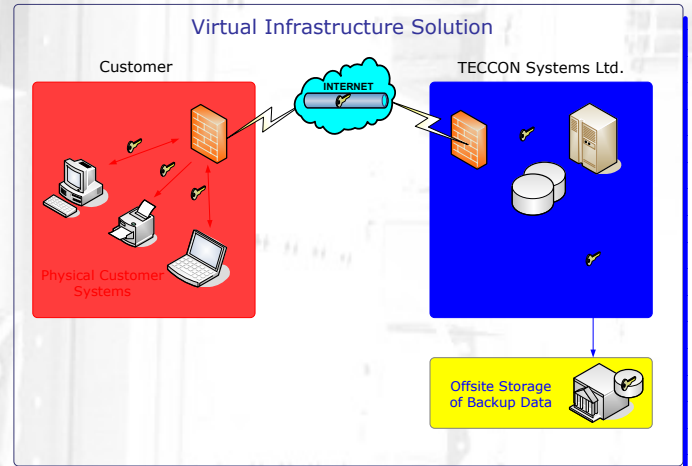 Virtual Infrastructure Solution
Customer
TECCON Systems Ltd.
INTERNET
Physical Customer
Systems
Offsite Storage
of Backup Data